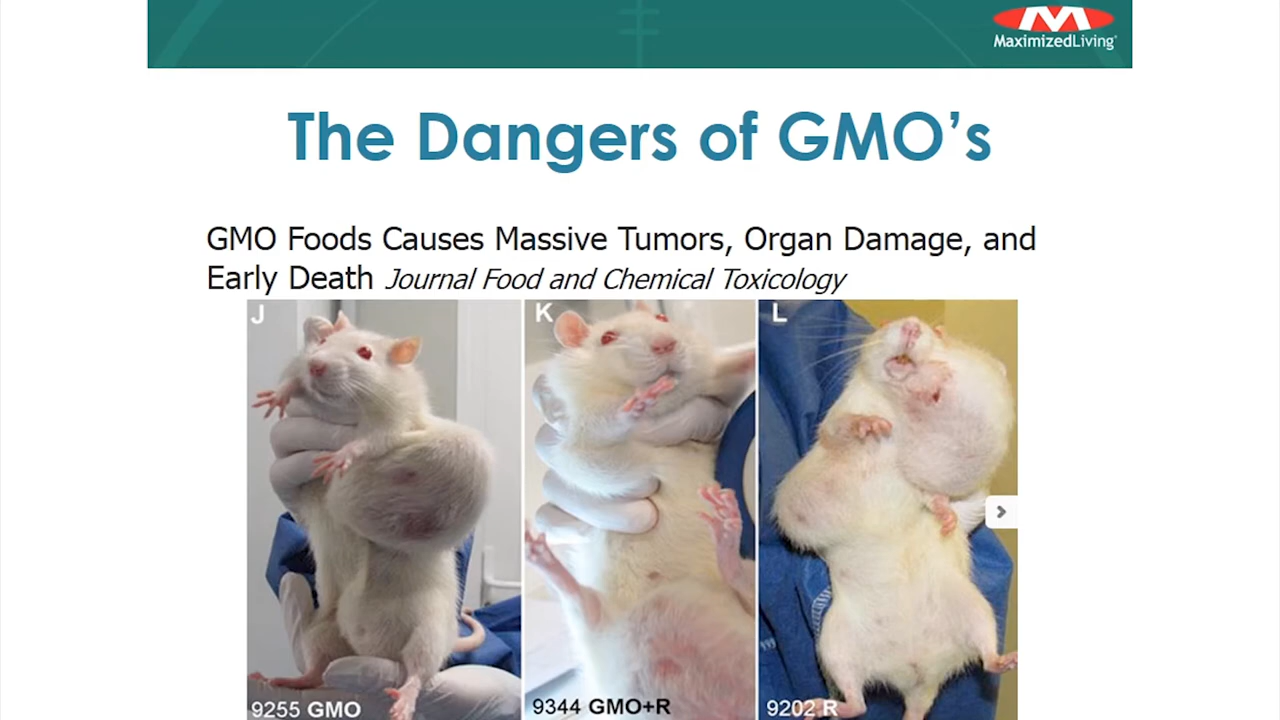 MaximizedLiving
The Dangers of GMO’s
GMO Foods Causes Massive Tumors, Organ Damage, and
Early Death Journal Food and Chemical Toxicology
J K L
9255 GMO 9344 GMO+R 9202 R